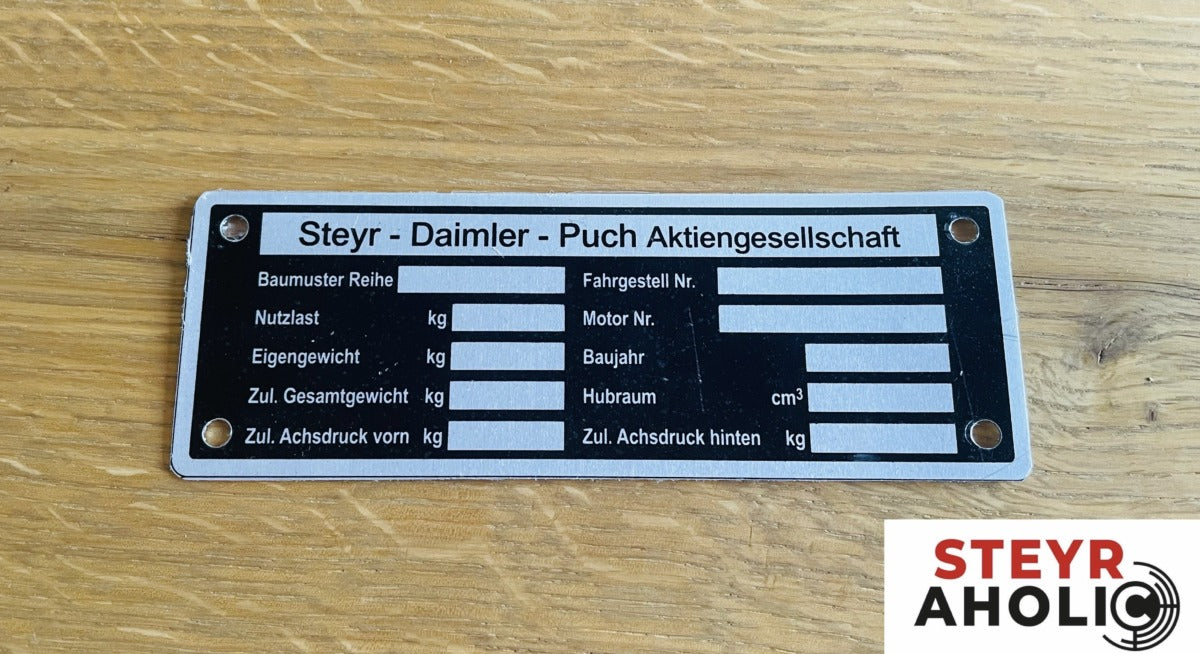 Steyr - Daimler - Puch Aktiengesellschaft
Baumuster Reihe
Fahrgestell Nr.
Nutzlast kg
Motor Nr.
Eigengewicht kg
Baujahr
Zul. Gesamtgewicht kg
Hubraum cm³
Zul. Achsdruck vorn kg
Zul. Achsdruck hinten kg
STEYR
AHOLIC